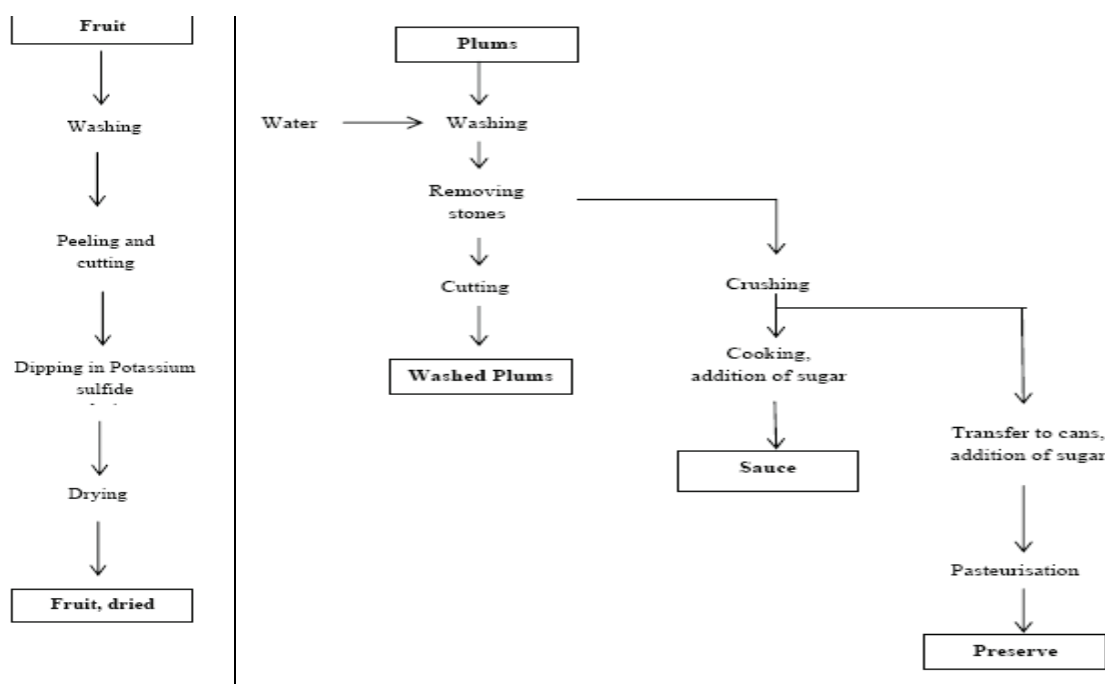 Fruit
Washing
Peeling and
cutting
Dipping in Potassium
sulfide
Drying
Fruit, dried
Plums
Water
Washing
Removing
stones
Cutting
Washed Plums
Crushing
Cooking,
addition of sugar
Sauce
Transfer to cans,
addition of sugar
Pasteurisation
Preserve